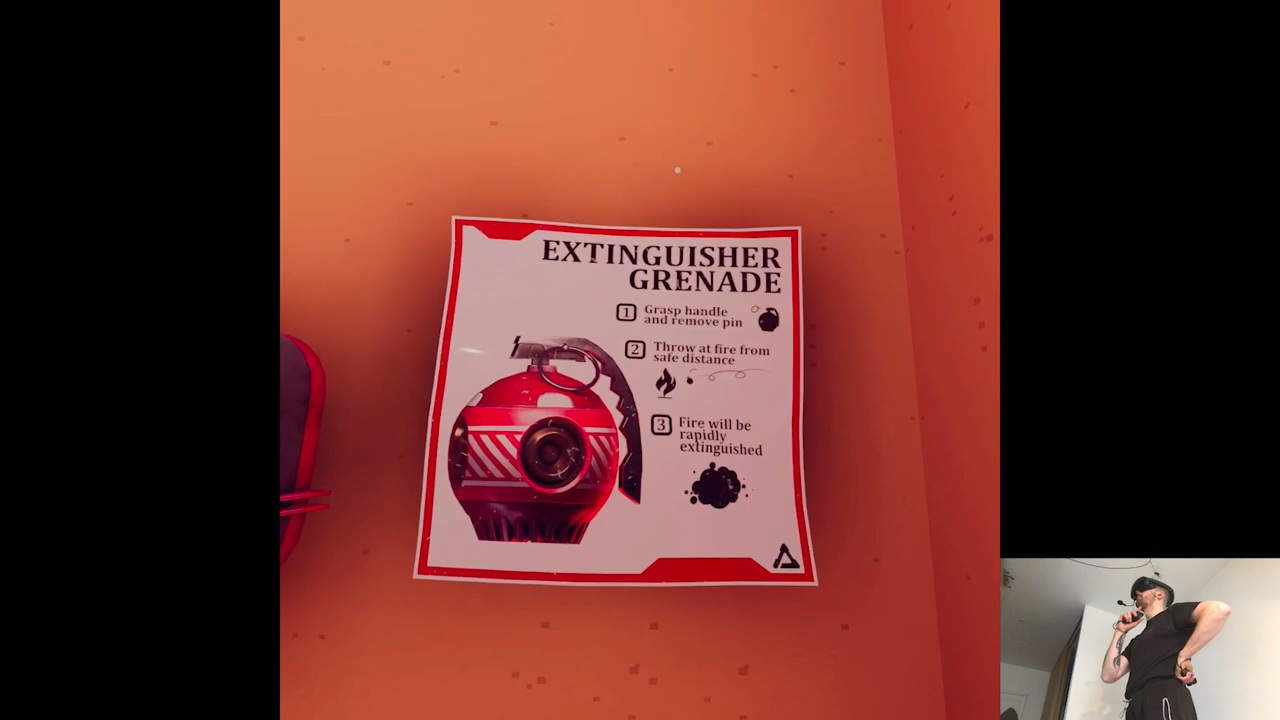 EXTINGUISHER
GRENADE
1 Grasp handle
and remove pin
2 Throw at fire from
safe distance
3 Fire will be
rapidly
extinguished